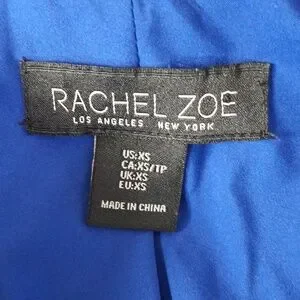 RACHEL ZOE
LOS ANGELES NEW YORK
US:XS
CA:XS/TP
UK:XS
EU:XS
MADE IN CHINA